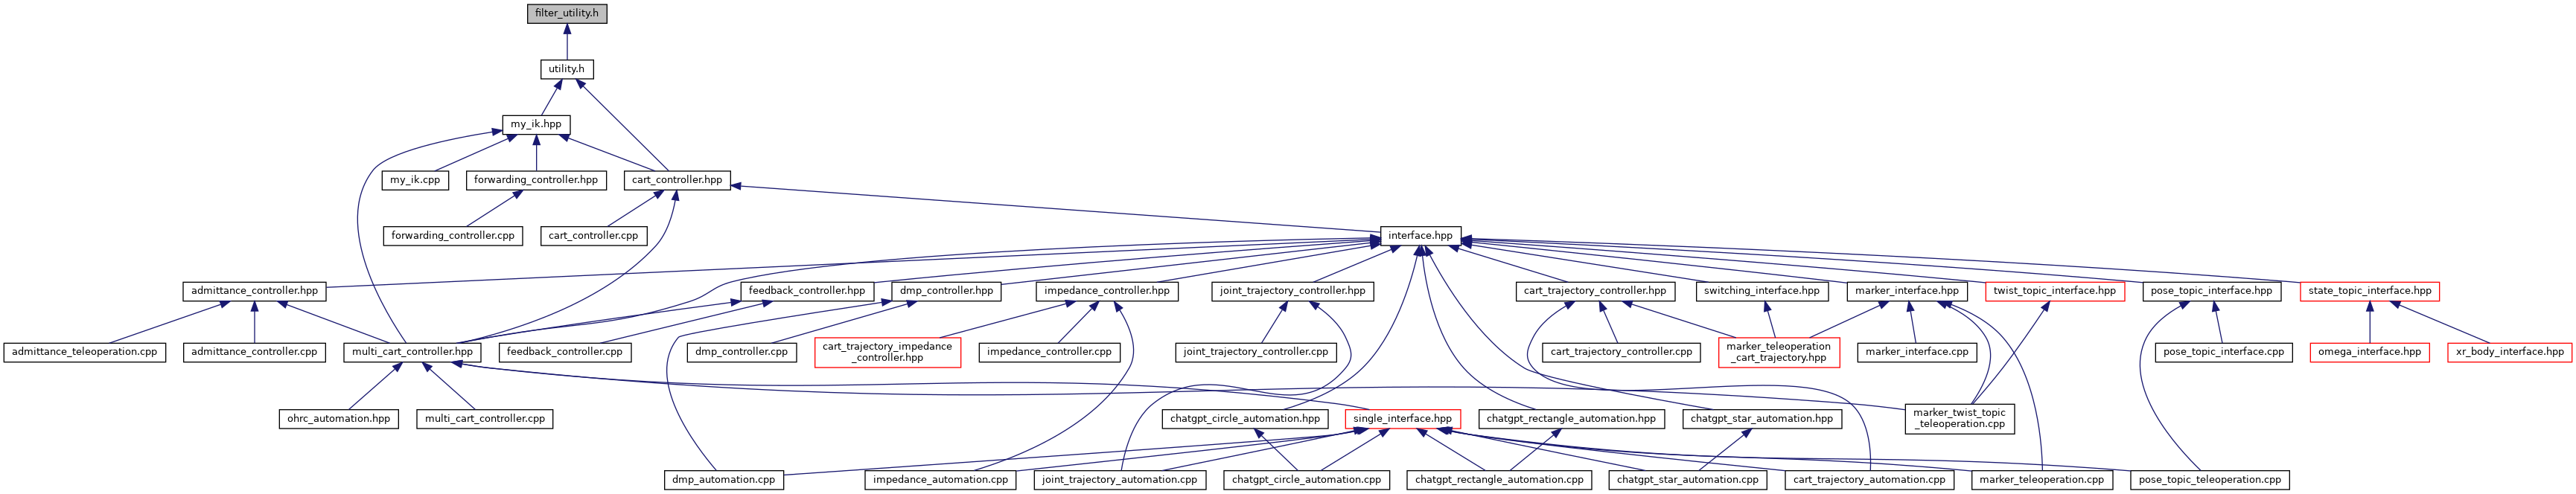 filter_utility.h
utility.h
my_ik.hpp
my_ik.cpp
forwarding_controller.hpp
cart_controller.hpp
forwarding_controller.cpp
cart_controller.cpp
interface.hpp
admittance_controller.hpp
feedback_controller.hpp
dmp_controller.hpp
impedance_controller.hpp
joint_trajectory_controller.hpp
cart_trajectory_controller.hpp
switching_interface.hpp
marker_interface.hpp
twist_topic_interface.hpp
pose_topic_interface.hpp
state_topic_interface.hpp
admittance_teleoperation.cpp
admittance_controller.cpp
multi_cart_controller.hpp
feedback_controller.cpp
dmp_controller.cpp
cart_trajectory_impedance
_controller.hpp
impedance_controller.cpp
joint_trajectory_controller.cpp
cart_trajectory_controller.cpp
marker_teleoperation
_cart_trajectory.hpp
marker_interface.cpp
pose_topic_interface.cpp
omega_interface.hpp
xr_body_interface.hpp
ohrc_automation.hpp
multi_cart_controller.cpp
chatgpt_circle_automation.hpp
single_interface.hpp
chatgpt_rectangle_automation.hpp
chatgpt_star_automation.hpp
marker_twist_topic
_teleoperation.cpp
dmp_automation.cpp
impedance_automation.cpp
joint_trajectory_automation.cpp
chatgpt_circle_automation.cpp
chatgpt_rectangle_automation.cpp
chatgpt_star_automation.cpp
cart_trajectory_automation.cpp
marker_teleoperation.cpp
pose_topic_teleoperation.cpp